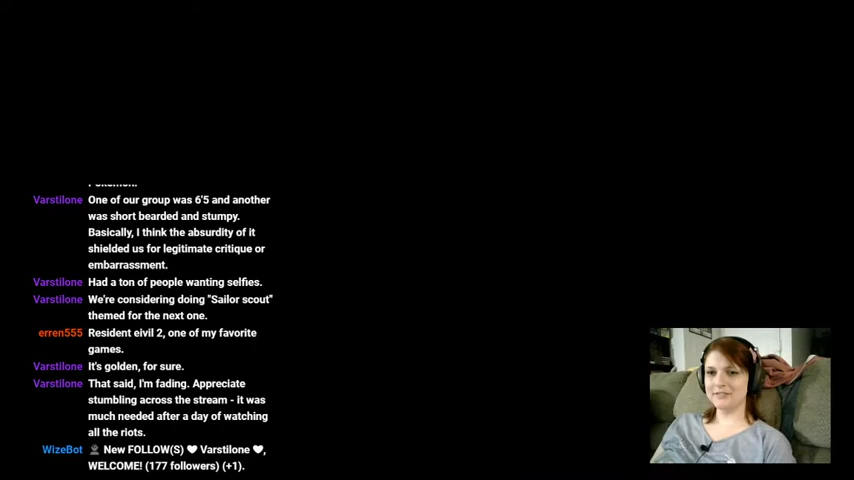 Varstilone One of our group was 6'5 and another
was short bearded and stumpy.
Basically, I think the absurdity of it
shielded us for legitimate critique or
embarrassment.
Varstilone Had a ton of people wanting selfies.
Varstilone We're considering doing "Sailor scout"
themed for the next one.
erren555 Resident eivil 2, one of my favorite
games.
Varstilone It's golden, for sure.
Varstilone That said, I'm fading. Appreciate
stumbling across the stream - it was
much needed after a day of watching
all the riots.
WizeBot New FOLLOW(S) Varstilone ,
WELCOME! (177 followers) (+1).